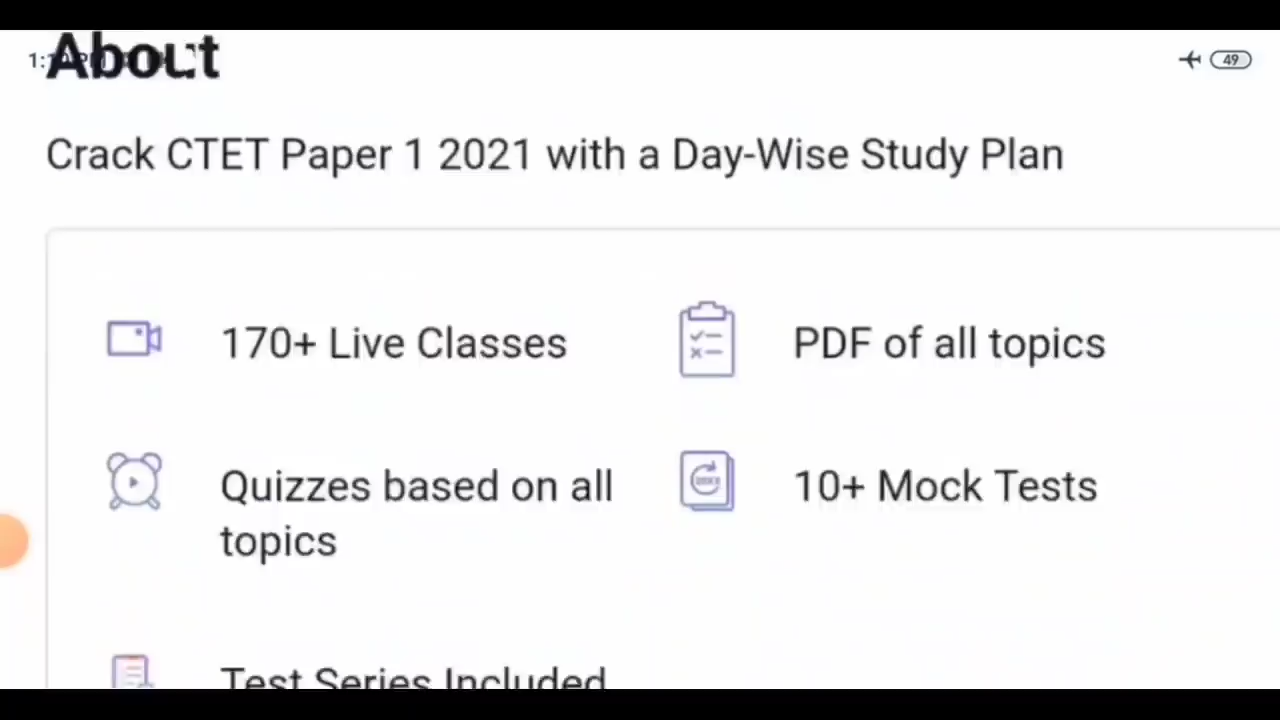 About
49
Crack CTET Paper 1 2021 with a Day-Wise Study Plan
170+ Live Classes
PDF of all topics
Quizzes based on all
topics
10+ Mock Tests
Test Series Included